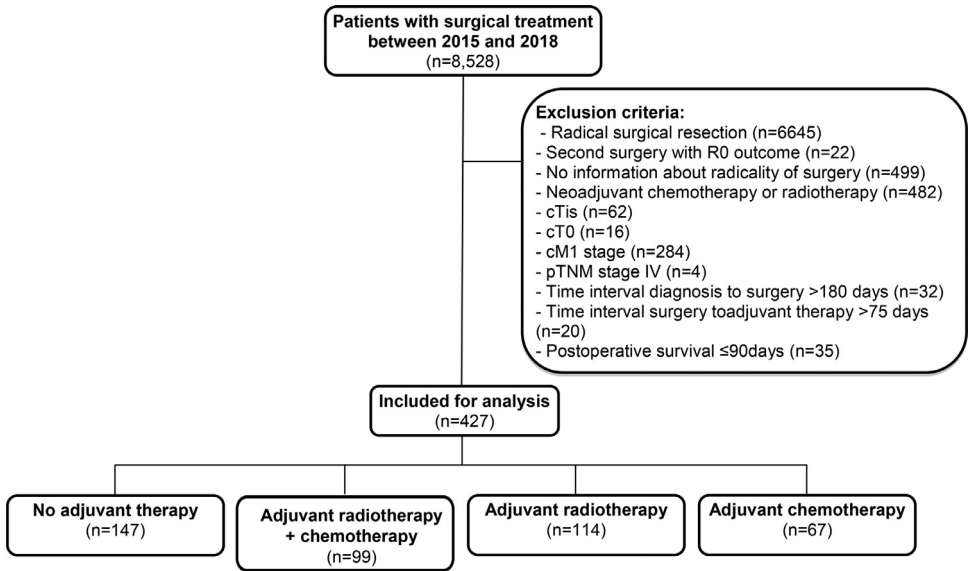 Patients with surgical treatment
between 2015 and 2018
(n=8,528)
Exclusion criteria:
- Radical surgical resection (n=6645)
- Second surgery with R0 outcome (n=22)
- No information about radicality of surgery (n=499)
- Neoadjuvant chemotherapy or radiotherapy (n=482)
- cTis (n=62)
- cT0 (n=16)
- cM1 stage (n=284)
- pTNM stage IV (n=4)
- Time interval diagnosis to surgery >180 days (n=32)
- Time interval surgery toadjuvant therapy >75 days
(n=20)
- Postoperative survival ≤90days (n=35)
Included for analysis
(n=427)
No adjuvant therapy
(n=147)
Adjuvant radiotherapy
+ chemotherapy
(n=99)
Adjuvant radiotherapy
(n=114)
Adjuvant chemotherapy
(n=67)